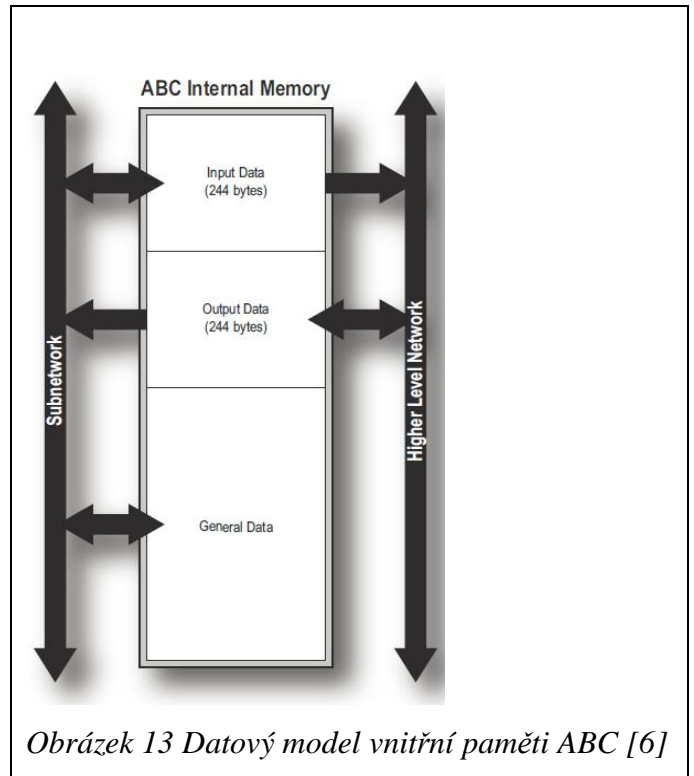 ABC Internal Memory
Input Data
(244 bytes)
Output Data
(244 bytes)
General Data
Subnetwork
Higher Level Network
Obrázek 13 Datový model vnitřní paměti ABC [6]